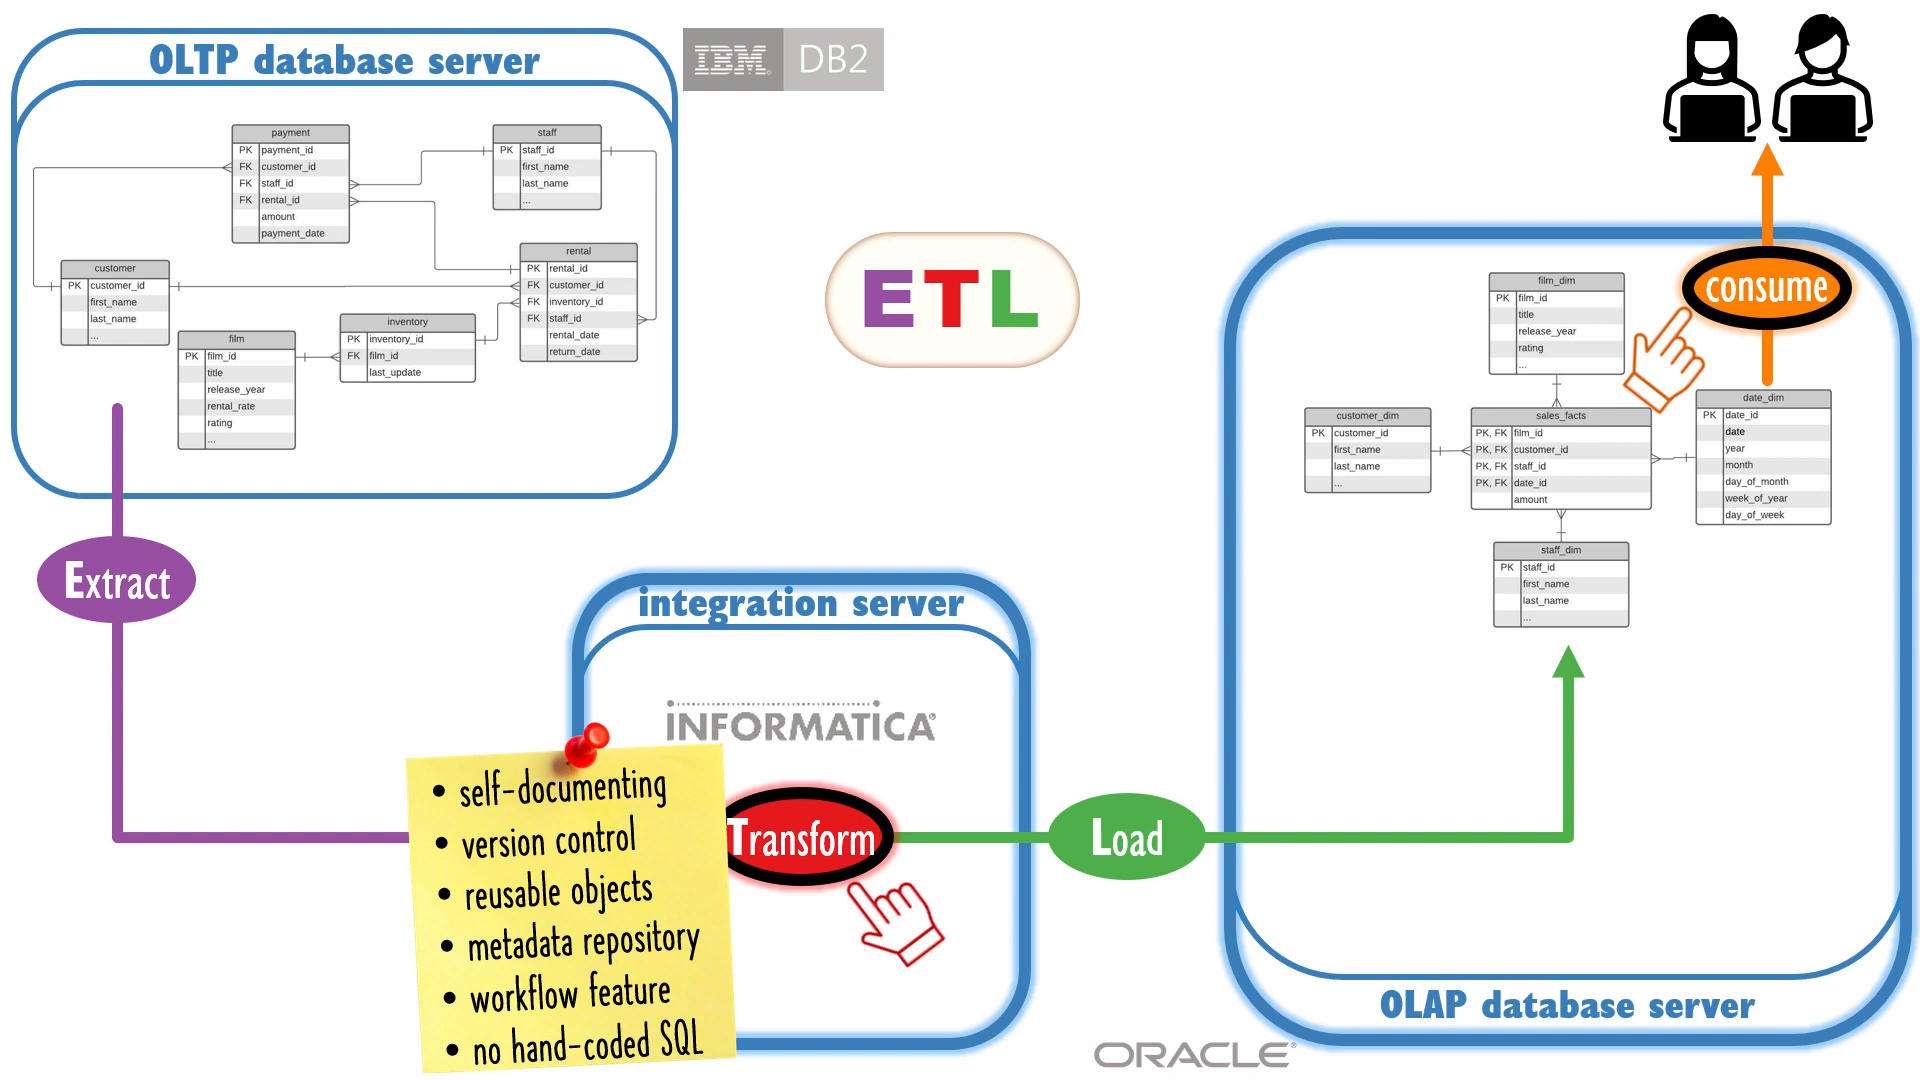 OLTP database server
IBM DB2
payment
PK payment_id
FK customer_id
FK staff_id
FK rental_id
amount
payment_date
staff
PK staff_id
first_name
last_name
...
rental
PK rental_id
FK customer_id
FK inventory_id
FK staff_id
rental_date
return_date
customer
PK customer_id
first_name
last_name
...
film
PK film_id
title
release_year
rental_rate
rating
...
inventory
PK inventory_id
FK film_id
last_update
ETL
consume
film_dim
PK film_id
title
release_year
rating
...
customer_dim
PK customer_id
first_name
last_name
...
sales_facts
PK, FK film_id
PK, FK customer_id
PK, FK staff_id
PK, FK date_id
amount
date_dim
PK date_id
date
year
month
day_of_month
week_of_year
day_of_week
staff_dim
PK staff_id
first_name
last_name
...
Extract
integration server
INFORMATICA®
• self-documenting
• version control
• reusable objects
• metadata repository
• workflow feature
• no hand-coded SQL
Transform
Load
OLAP database server
ORACLE®